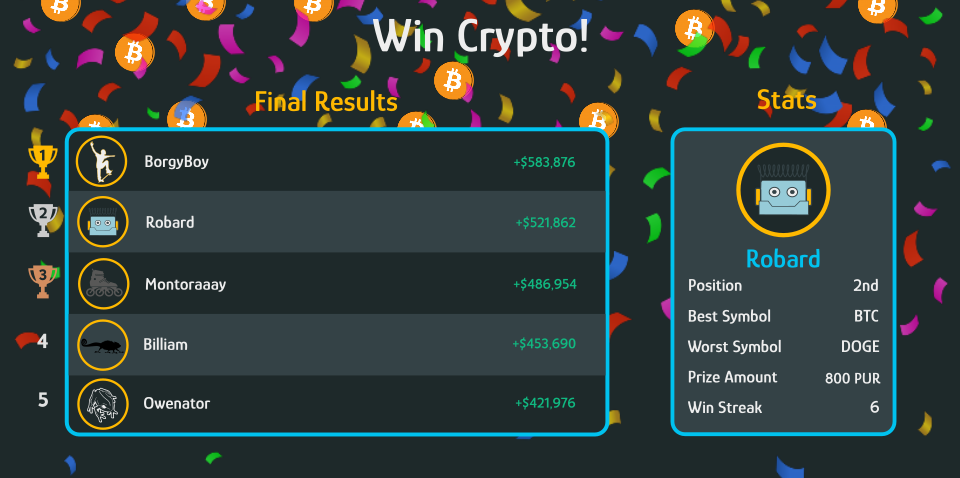 Win Crypto!
Final Results
1 BorgyBoy +$583,876
2 Robard +$521,862
3 Montoraaay +$486,954
4 Billiam +$453,690
5 Owenator +$421,976
Stats
Robard
Position 2nd
Best Symbol BTC
Worst Symbol DOGE
Prize Amount 800 PUR
Win Streak 6